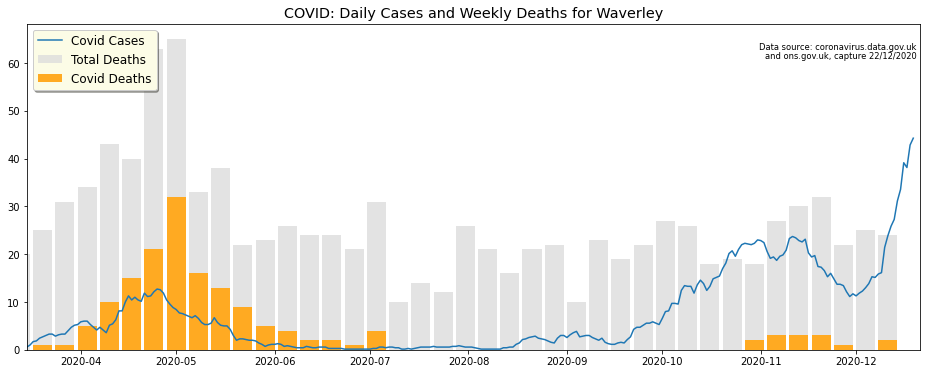 COVID: Daily Cases and Weekly Deaths for Waverley
Covid Cases
Total Deaths
Covid Deaths
Data source: coronavirus.data.gov.uk
and ons.gov.uk, capture 22/12/2020
60
50
40
30
20
10
0
2020-04 2020-05 2020-06 2020-07 2020-08 2020-09 2020-10 2020-11 2020-12